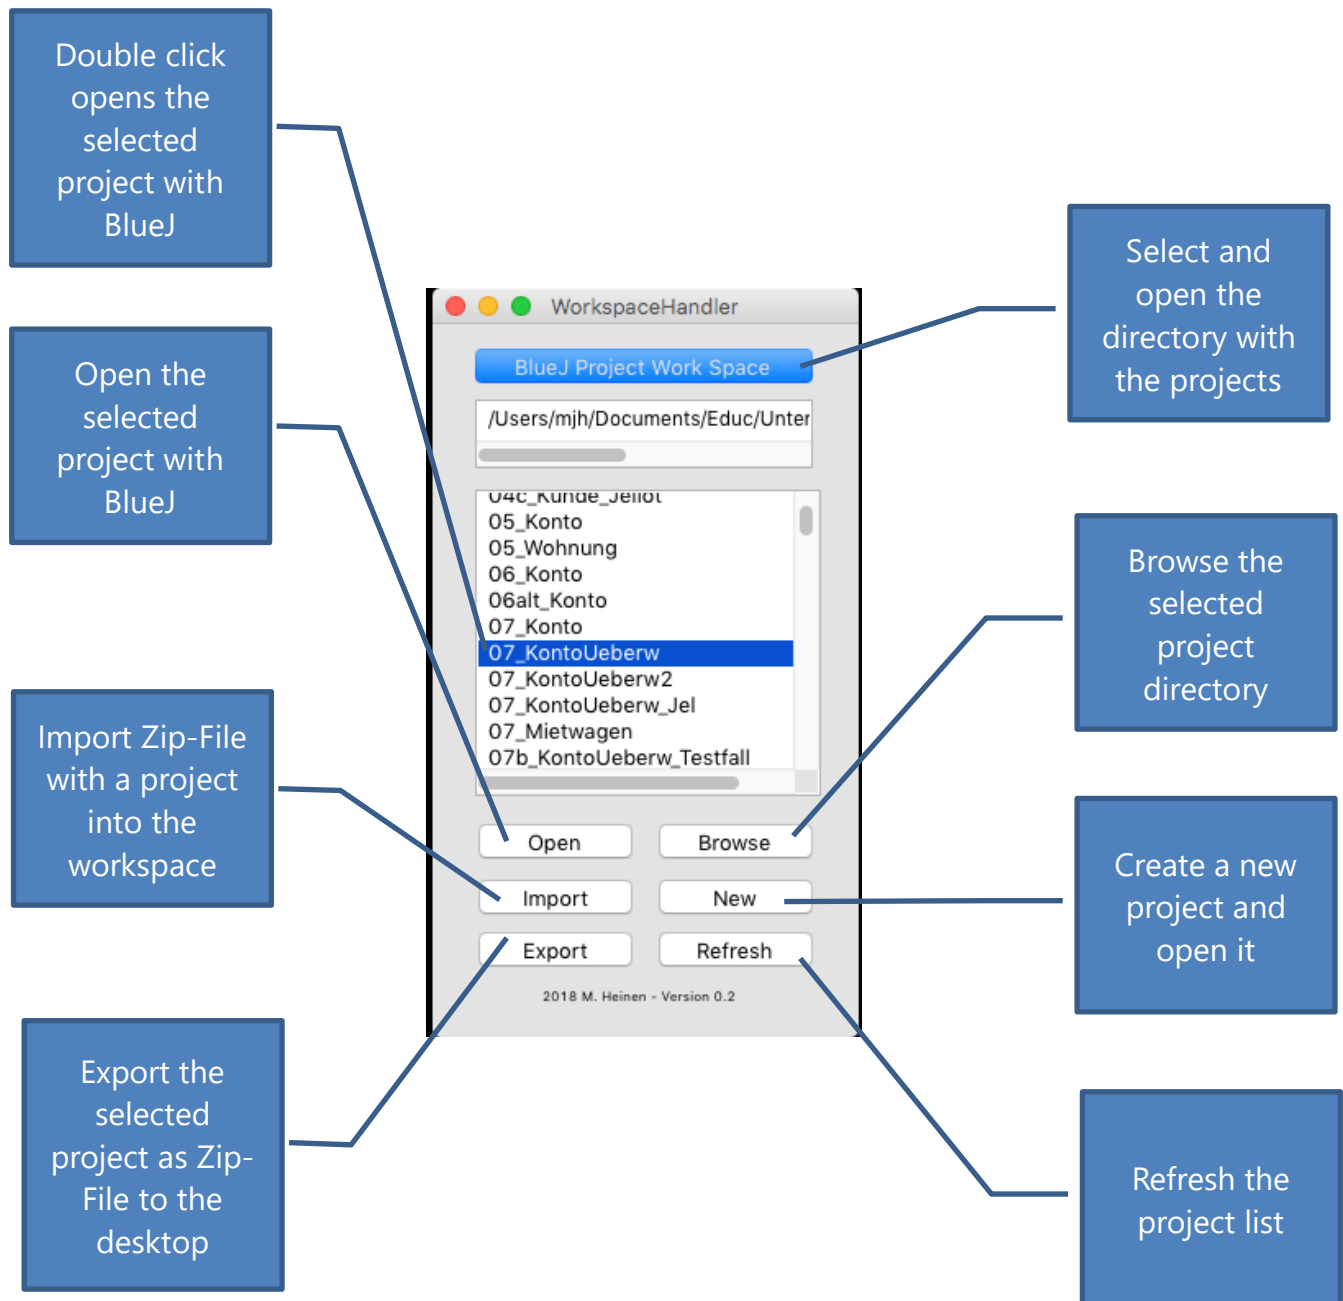 Double click
opens the
selected
project with
BlueJ
Open the
selected
project with
BlueJ
Import Zip-File
with a project
into the
workspace
Export the
selected
project as Zip-
File to the
desktop
WorkspaceHandler
BlueJ Project Work Space
/Users/mjh/Documents/Educ/Unter
04c_Kunde_Jeliot
05_Konto
05_Wohnung
06_Konto
06alt_Konto
07_Konto
07_KontoUeberw
07_KontoUeberw2
07_KontoUeberw_Jel
07_Mietwagen
07b_KontoUeberw_Testfall
Open Browse
Import New
Export Refresh
2018 M. Heinen - Version 0.2
Select and
open the
directory with
the projects
Browse the
selected
project
directory
Create a new
project and
open it
Refresh the
project list